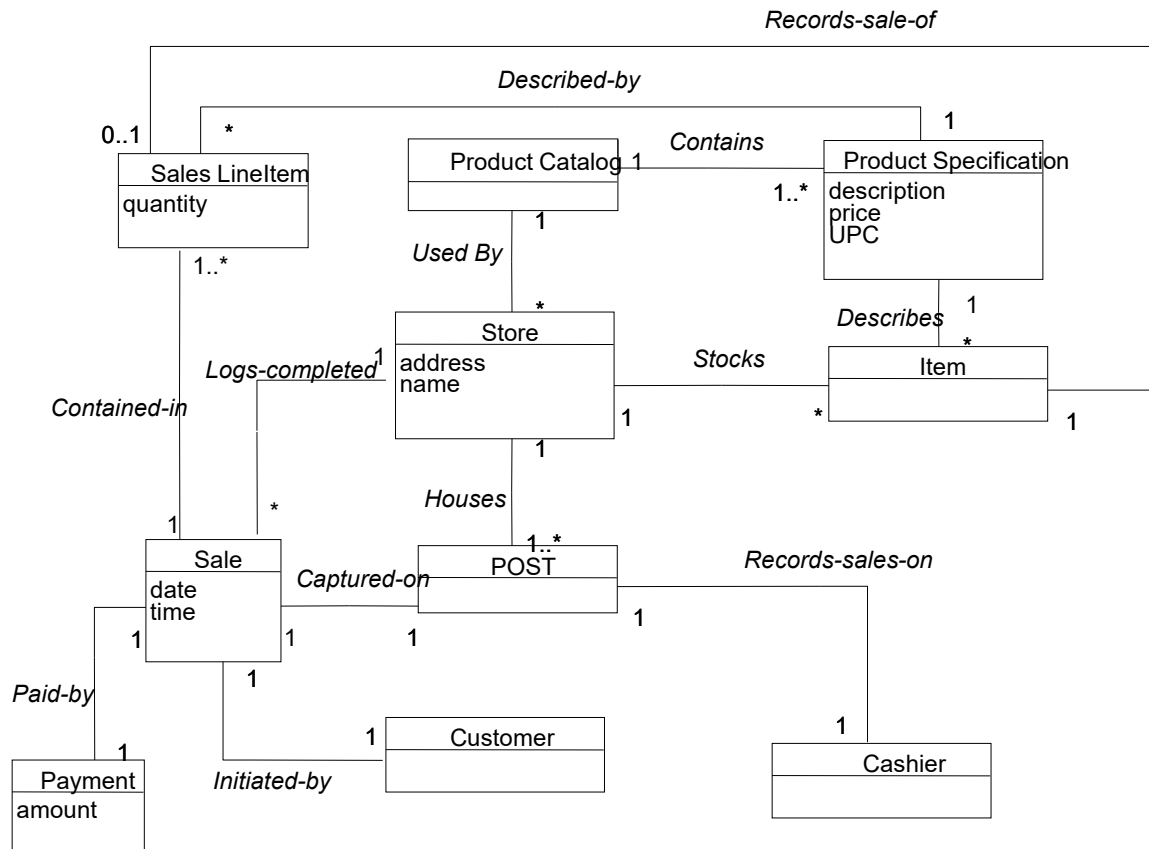 Records-sale-of
Described-by
0..1
*
1
Sales LineItem
quantity
1..*
Product Catalog
1
1
Contains
Product Specification
description
price
UPC
1..*
1
Used By
*
Describes
*
Store
address
name
1
Logs-completed
Stocks
1
*
Item
1
Contained-in
1
Houses
*
1
1..*
Sale
date
time
Captured-on
POST
Records-sales-on
1
1
1
1
1
Paid-by
1
Payment
amount
Initiated-by
1
Customer
1
Cashier